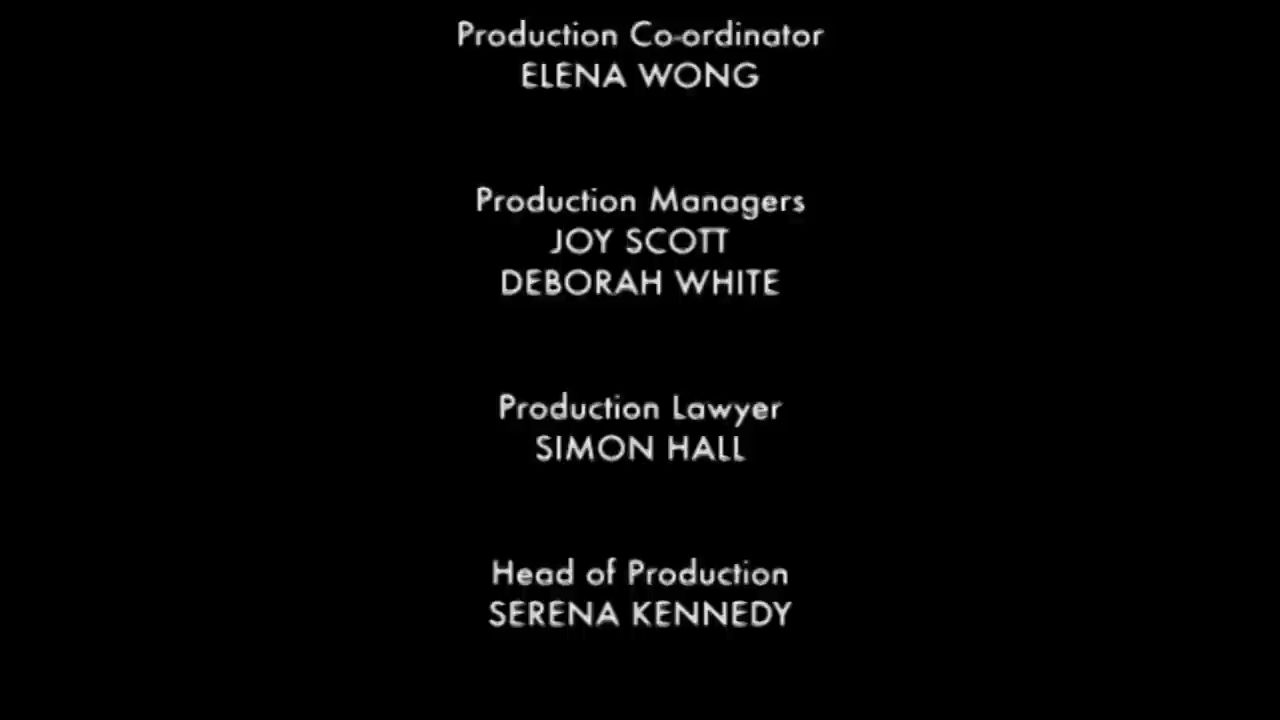 Production Co-ordinator
ELENA WONG
Production Managers
JOY SCOTT
DEBORAH WHITE
Production Lawyer
SIMON HALL
Head of Production
SERENA KENNEDY